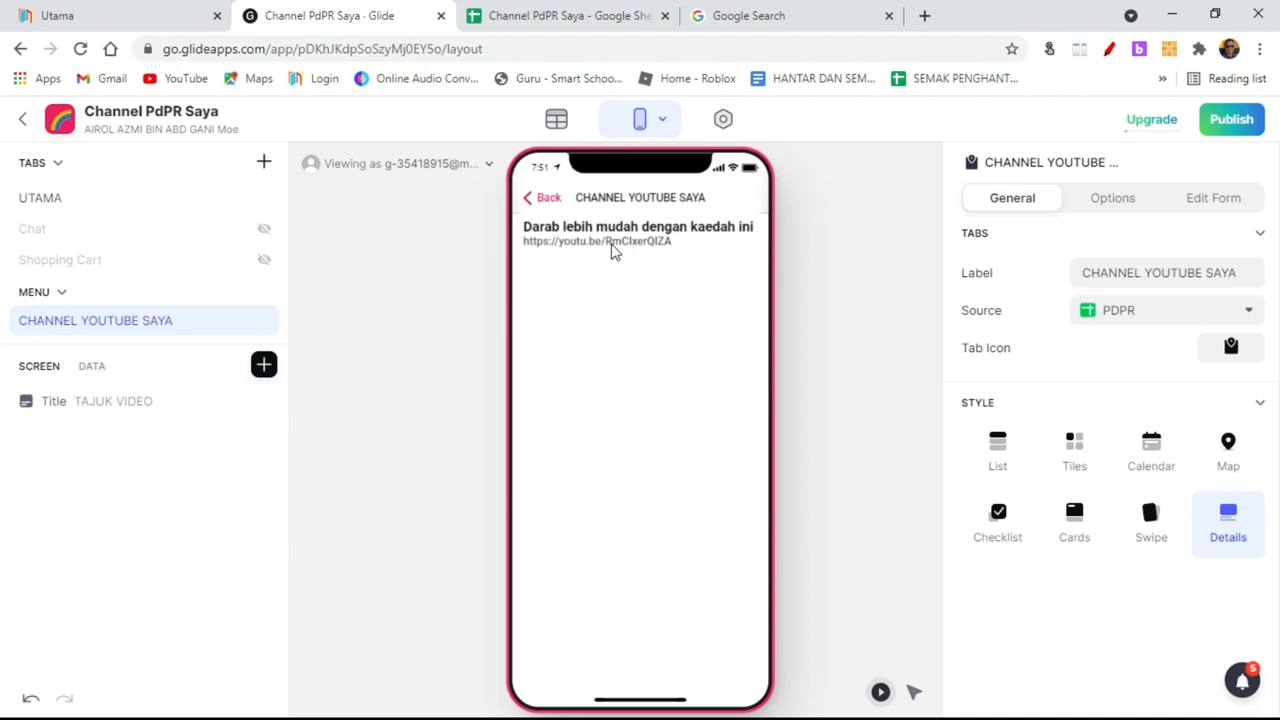 Utama
Channel PdPR Saya · Glide
Channel PdPR Saya - Google She
Google Search
go.glideapps.com/app/pDKhJKdpSoSzyMj0EY5o/layout
Apps
Gmail
YouTube
Maps
Login
Online Audio Conv...
Guru - Smart Schoo...
Home - Roblox
HANTAR DAN SEM...
SEMAK PENGHANT...
»
Reading list
Channel PdPR Saya
AIROL AZMI BIN ABD GANI Moe
Upgrade
Publish
TABS
UTAMA
Chat
Shopping Cart
MENU
CHANNEL YOUTUBE SAYA
SCREEN
DATA
Title TAJUK VIDEO
Viewing as g-35418915@m...
7:51
Back
CHANNEL YOUTUBE SAYA
Darab lebih mudah dengan kaedah ini
https://youtu.be/RmClxerQIZA
CHANNEL YOUTUBE ...
General
Options
Edit Form
TABS
Label
CHANNEL YOUTUBE SAYA
Source
PDPR
Tab Icon
STYLE
List
Tiles
Calendar
Map
Checklist
Cards
Swipe
Details
5